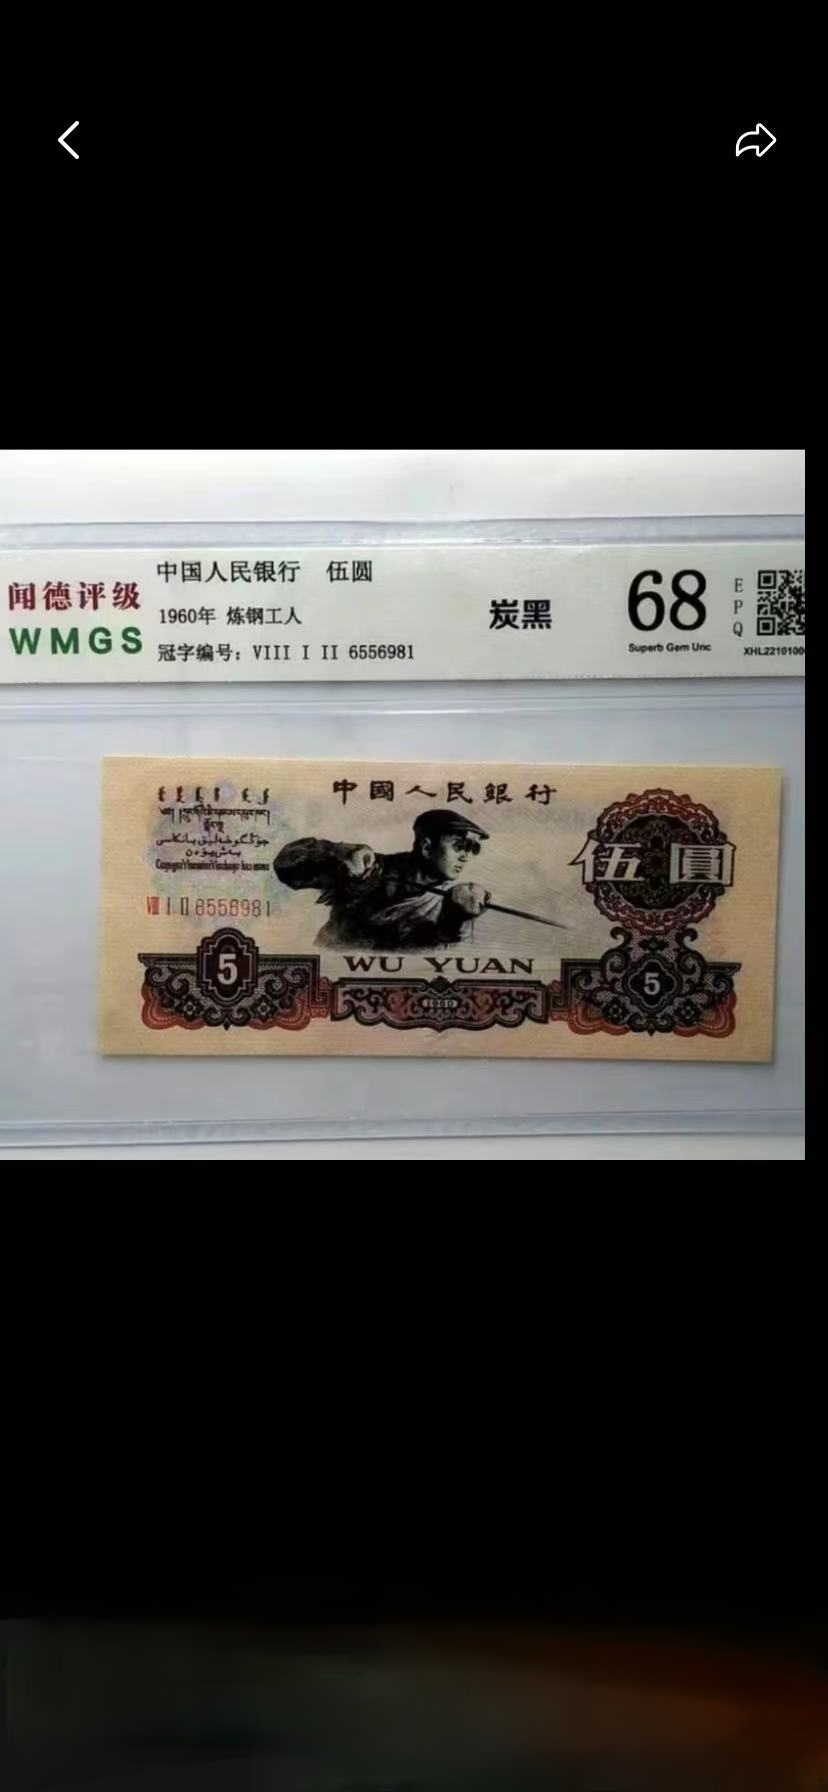 闻德评级
WMGS
中国人民银行 伍圆
1960年 炼钢工人
冠字编号：VIII I II 6556981
炭黑
68
Superb Gem Unc
E
P
Q
XHL2210100
中國人民銀行
伍圓
VIII I II 6556981
5
WU YUAN
1960
5